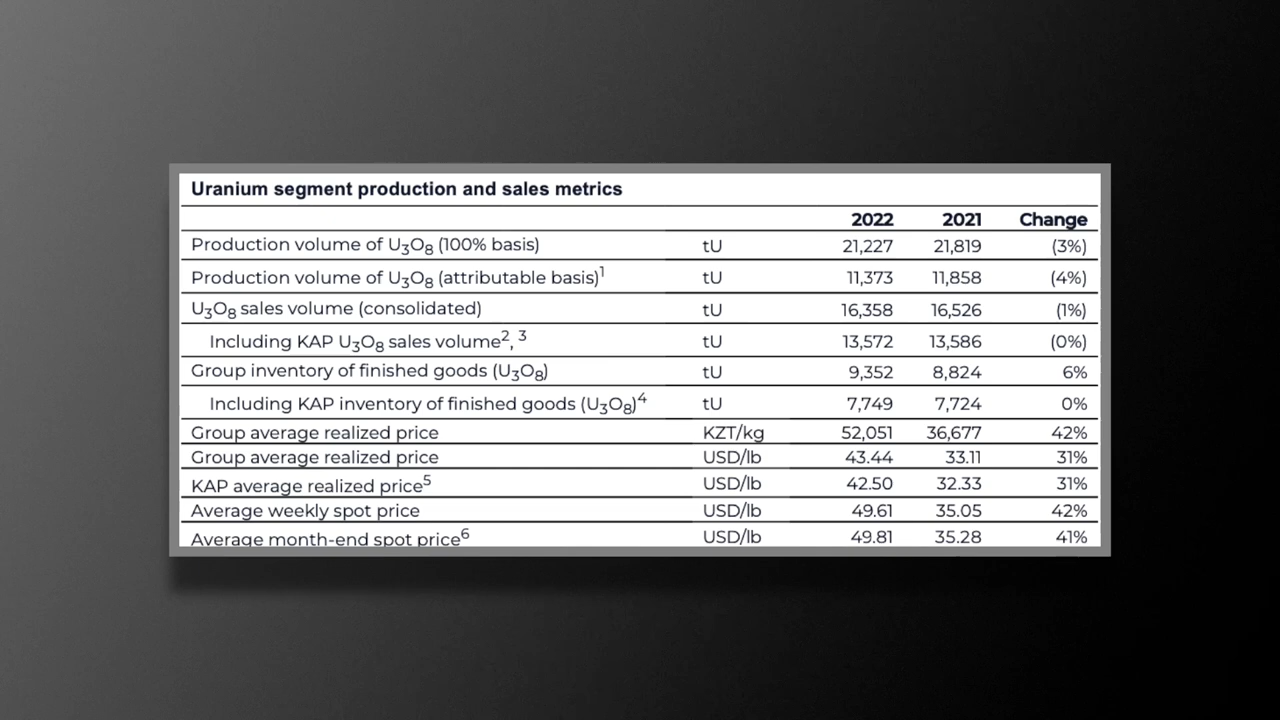 Uranium segment production and sales metrics
2022 2021 Change
Production volume of U₃O₈ (100% basis) tU 21,227 21,819 (3%)
Production volume of U₃O₈ (attributable basis)¹ tU 11,373 11,858 (4%)
U₃O₈ sales volume (consolidated) tU 16,358 16,526 (1%)
Including KAP U₃O₈ sales volume², ³ tU 13,572 13,586 (0%)
Group inventory of finished goods (U₃O₈) tU 9,352 8,824 6%
Including KAP inventory of finished goods (U₃O₈)⁴ tU 7,749 7,724 0%
Group average realized price KZT/kg 52,051 36,677 42%
Group average realized price USD/lb 43.44 33.11 31%
KAP average realized price⁵ USD/lb 42.50 32.33 31%
Average weekly spot price USD/lb 49.61 35.05 42%
Average month-end spot price⁶ USD/lb 49.81 35.28 41%